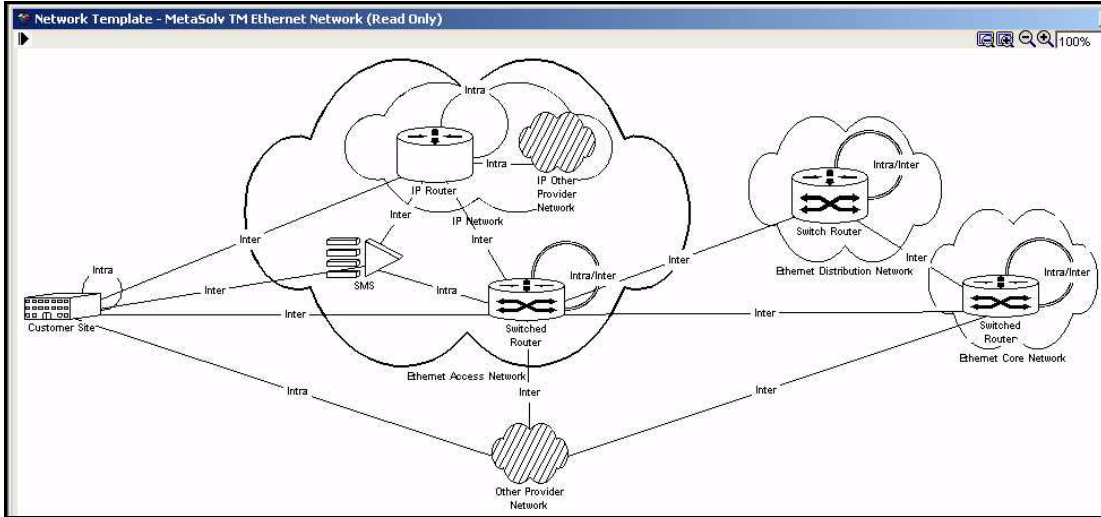 Network Template - MetaSolv TM Ethernet Network (Read Only)
100%
Intra
Intra
IP Router
IP Other
Provider
Network
Inter
IP Network
Intra/Inter
Switch Router
Inter
Inter
Inter
Ethernet Distribution Network
Intra
Inter
SMS
Intra
Intra/Inter
Inter
Intra/Inter
Customer Site
Inter
Switched
Router
Inter
Switched
Router
Ethernet Core Network
Ethernet Access Network
Intra
Inter
Inter
Other Provider
Network